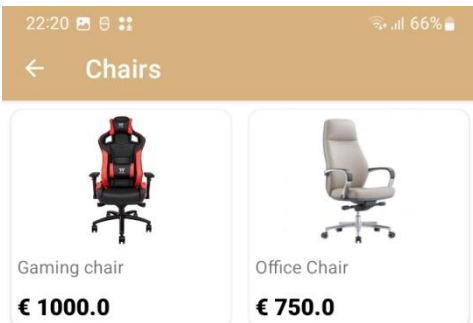 22:20 66%
Chairs
Gaming chair
Office Chair
€ 1000.0
€ 750.0